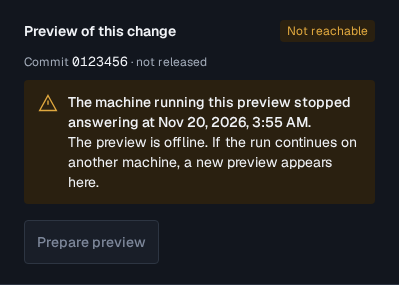 Preview of this change
Not reachable
Commit 0123456 · not released
The machine running this preview stopped
answering at Nov 20, 2026, 3:55 AM.
The preview is offline. If the run continues on
another machine, a new preview appears
here.
Prepare preview